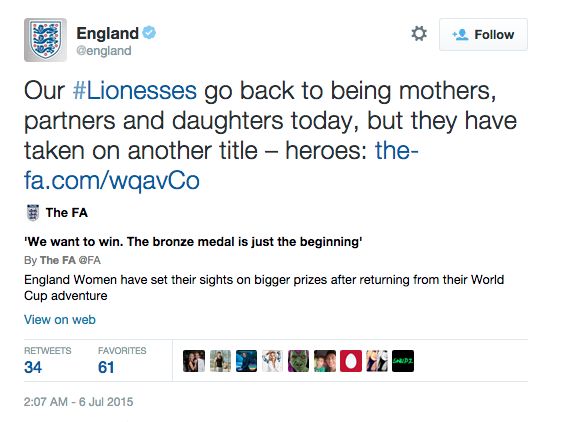 England
@england
Follow
Our #Lionesses go back to being mothers,
partners and daughters today, but they have
taken on another title – heroes: the-
fa.com/wqavCo
The FA
'We want to win. The bronze medal is just the beginning'
By The FA @FA
England Women have set their sights on bigger prizes after returning from their World
Cup adventure
View on web
RETWEETS FAVORITES
34 61
2:07 AM - 6 Jul 2015